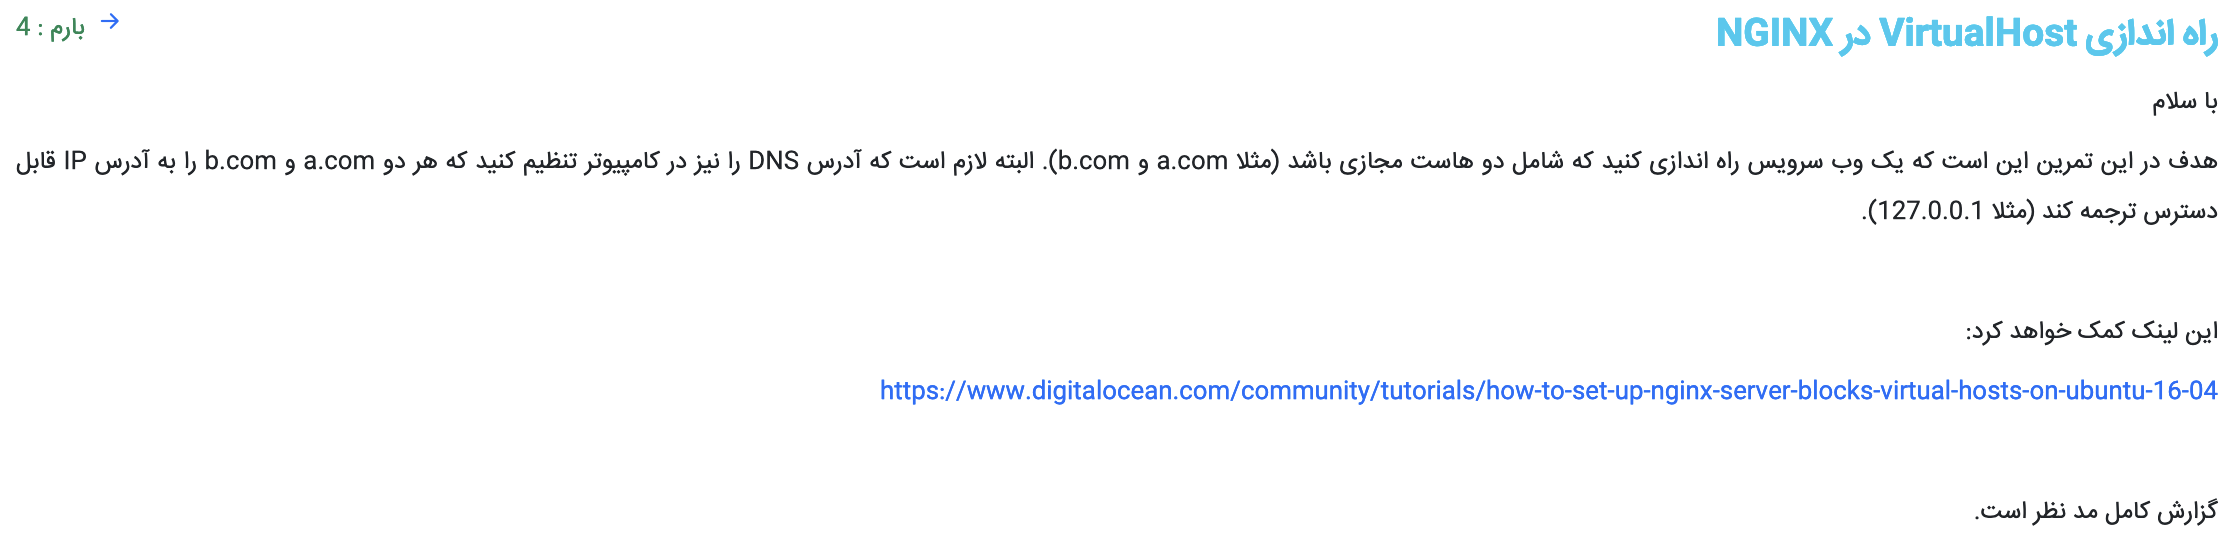 راه اندازی VirtualHost در NGINX
بارم : 4 →
با سلام
هدف در این تمرین این است که یک وب سرویس راه اندازی کنید که شامل دو هاست مجازی باشد (مثلا a.com و b.com). البته لازم است که آدرس DNS را نیز در کامپیوتر تنظیم کنید که هر دو a.com و b.com را به آدرس IP قابل
دسترس ترجمه کند (مثلا 127.0.0.1).
این لینک کمک خواهد کرد:
https://www.digitalocean.com/community/tutorials/how-to-set-up-nginx-server-blocks-virtual-hosts-on-ubuntu-16-04
گزارش کامل مد نظر است.